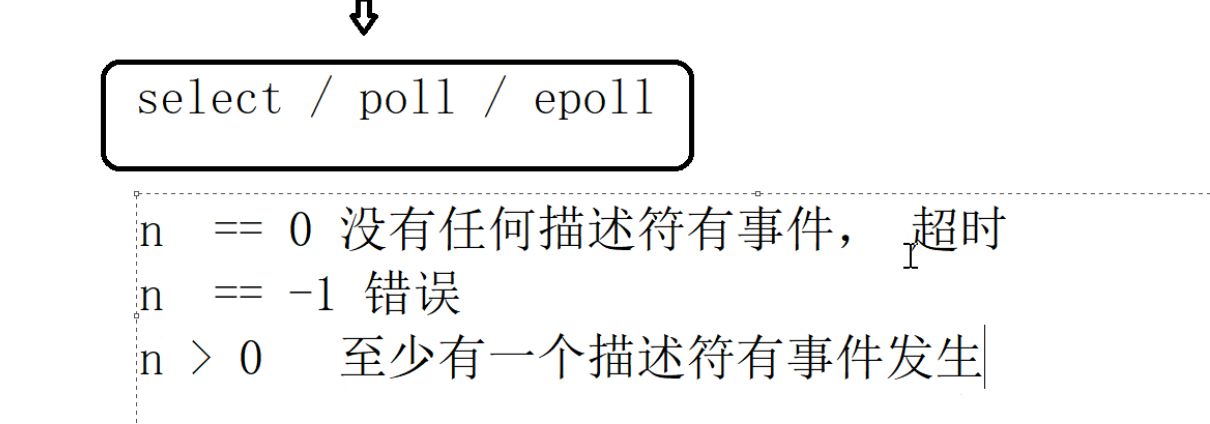 select / poll / epoll
n  == 0 没有任何描述符有事件， 超时
n  == -1 错误
n > 0   至少有一个描述符有事件发生